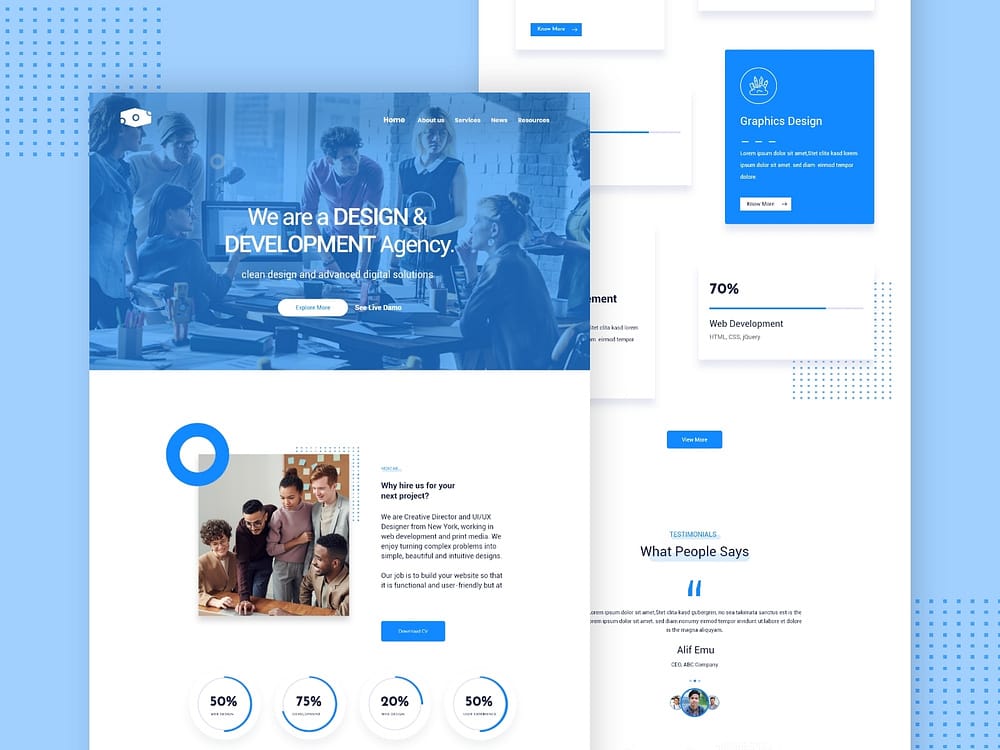 Home About us Services News Resources
We are a DESIGN &
DEVELOPMENT Agency.
clean design and advanced digital solutions
Explore More See Live Damo
Why hire us for your
next project?
We are Creative Director and UI/UX
Designer from New York, working in
web development and print media. We
enjoy turning complex problems into
simple, beautiful and intuitive designs.
Our job is to build your website so that
it is functional and user-friendly but at
Download CV
50% 75% 20% 50%
WEB DESIGN DEVELOPMENT WEB DESIGN USER EXPERIENCE
Know More →
Graphics Design
Lorem ipsum dolor sit amet,Stet clita kasd lorem
ipsum dolor sit amet. sed diam eirmod tempor
dolore
Know More →
ement
Stet clita kasd lorem
m eirmod tempor
70%
Web Development
HTML, CSS, jQuery
View More
TESTIMONIALS
What People Says
Lorem ipsum dolor sit amet,Stet clita kasd gubergren, no sea takimata sanctus est is the
lorem ipsum dolor sit amet. sed diam.nonumy eirmod tempor invidunt ut labore et dolore
is the magna aliquyam.
Alif Emu
CEO, ABC Company